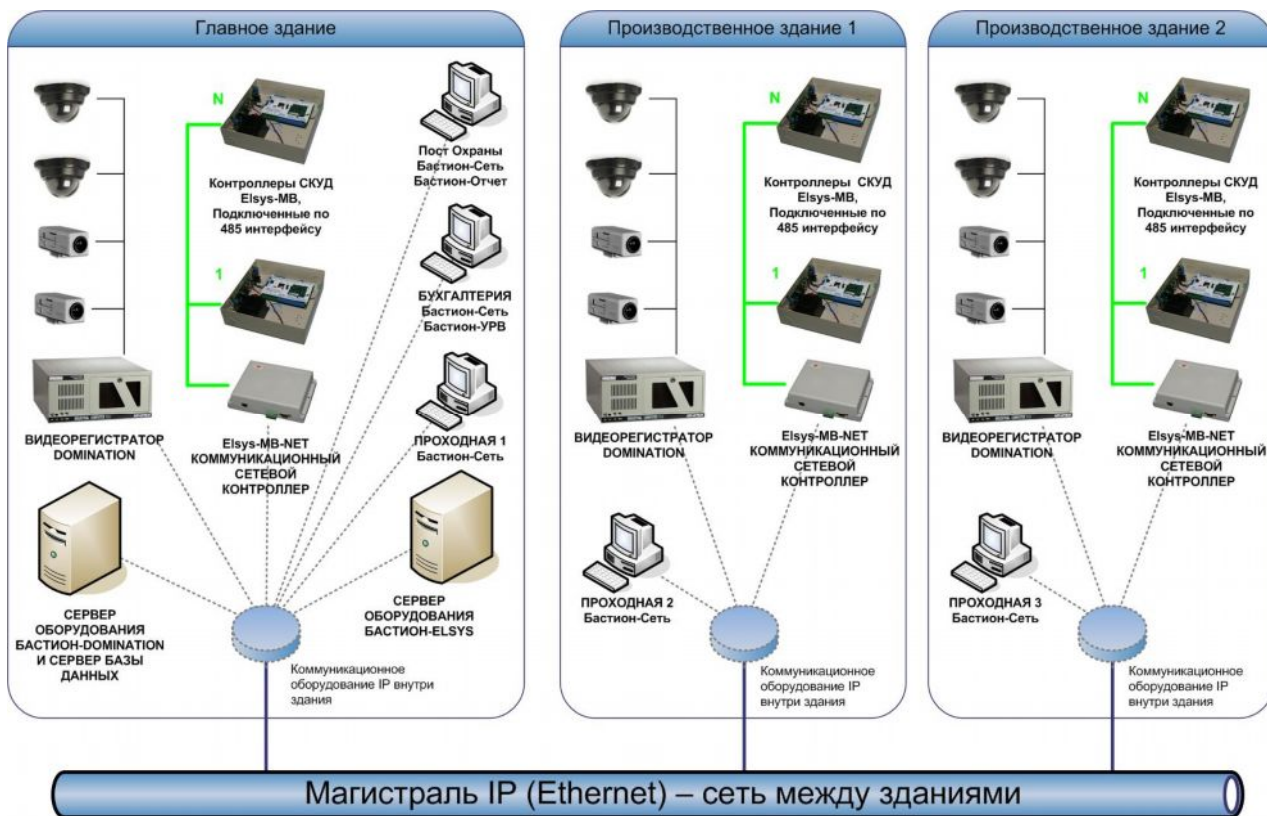 Главное здание
N
Контроллеры СКУД
Elsys-MB,
Подключенные по
485 интерфейсу
1
ВИДЕОРЕГИСТРАТОР
DOMINATION
Elsys-MB-NET
КОММУНИКАЦИОННЫЙ
СЕТЕВОЙ
КОНТРОЛЛЕР
Пост Охраны
Бастион-Сеть
Бастион-Отчет
БУХГАЛТЕРИЯ
Бастион-Сеть
Бастион-УРВ
ПРОХОДНАЯ 1
Бастион-Сеть
СЕРВЕР
ОБОРУДОВАНИЯ
БАСТИОН-DOMINATION
И СЕРВЕР БАЗЫ
ДАННЫХ
СЕРВЕР
ОБОРУДОВАНИЯ
БАСТИОН-ELSYS
Коммуникационное
оборудование IP внутри
здания
Производственное здание 1
N
Контроллеры СКУД
Elsys-MB,
Подключенные по
485 интерфейсу
1
ВИДЕОРЕГИСТРАТОР
DOMINATION
Elsys-MB-NET
КОММУНИКАЦИОННЫЙ
СЕТЕВОЙ
КОНТРОЛЛЕР
ПРОХОДНАЯ 2
Бастион-Сеть
Коммуникационное
оборудование IP
внутри здания
Производственное здание 2
N
Контроллеры СКУД
Elsys-MB,
Подключенные по
485 интерфейсу
1
ВИДЕОРЕГИСТРАТОР
DOMINATION
Elsys-MB-NET
КОММУНИКАЦИОННЫЙ
СЕТЕВОЙ
КОНТРОЛЛЕР
ПРОХОДНАЯ 3
Бастион-Сеть
Коммуникационное
оборудование IP
внутри здания
Магистраль IP (Ethernet) – сеть между зданиями